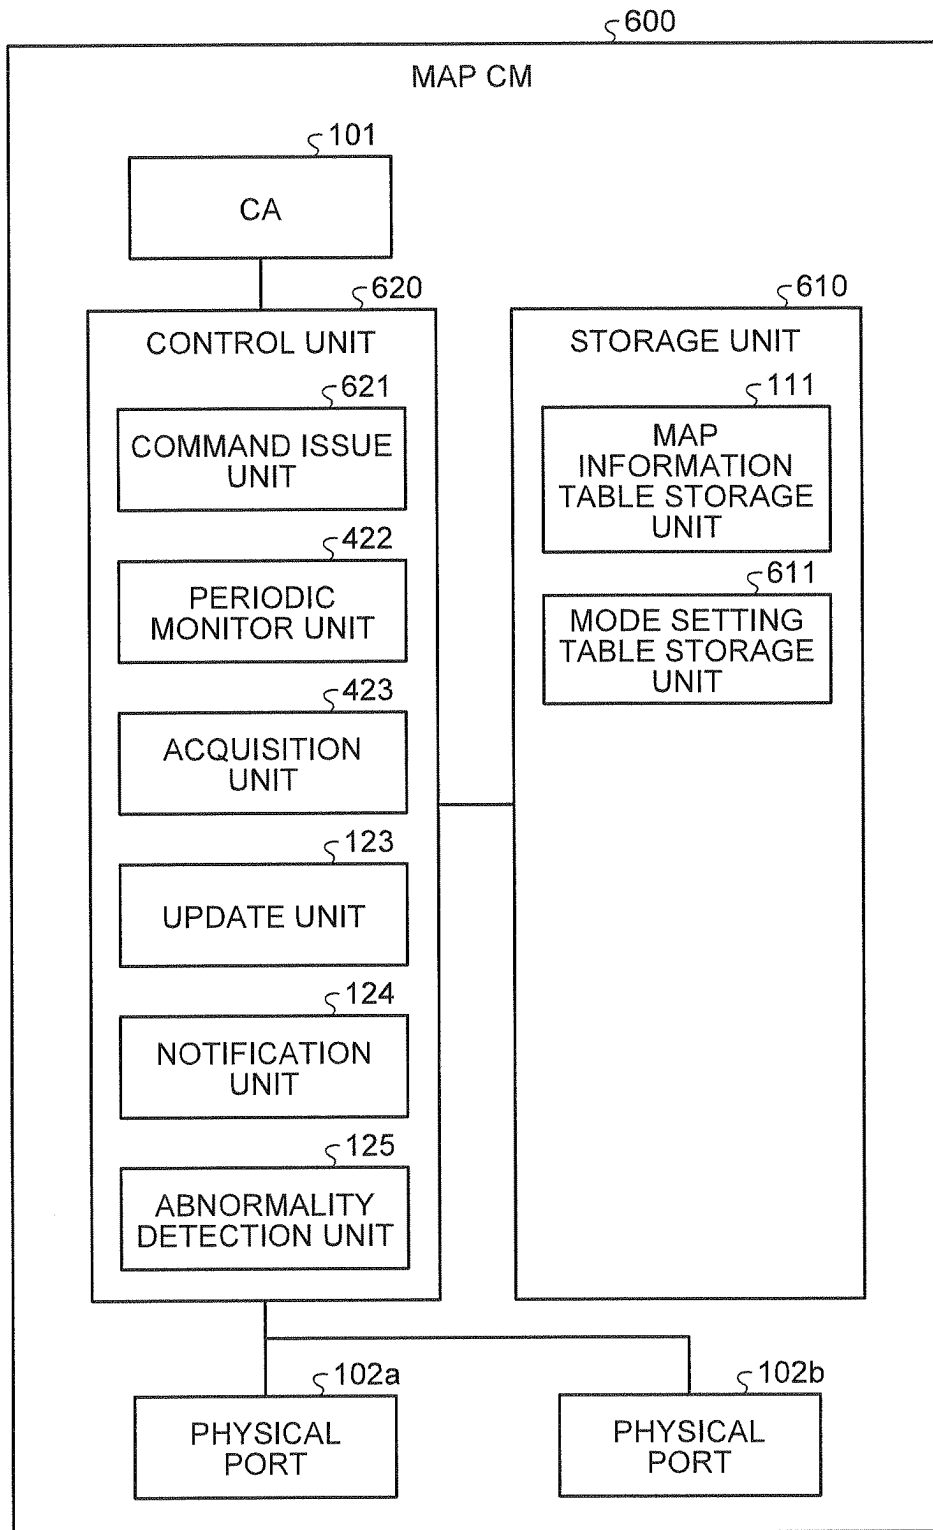 600
MAP CM
101
CA
620
CONTROL UNIT
621
COMMAND ISSUE
UNIT
422
PERIODIC
MONITOR UNIT
423
ACQUISITION
UNIT
123
UPDATE UNIT
124
NOTIFICATION
UNIT
125
ABNORMALITY
DETECTION UNIT
610
STORAGE UNIT
111
MAP
INFORMATION
TABLE STORAGE
UNIT
611
MODE SETTING
TABLE STORAGE
UNIT
102a
PHYSICAL
PORT
102b
PHYSICAL
PORT